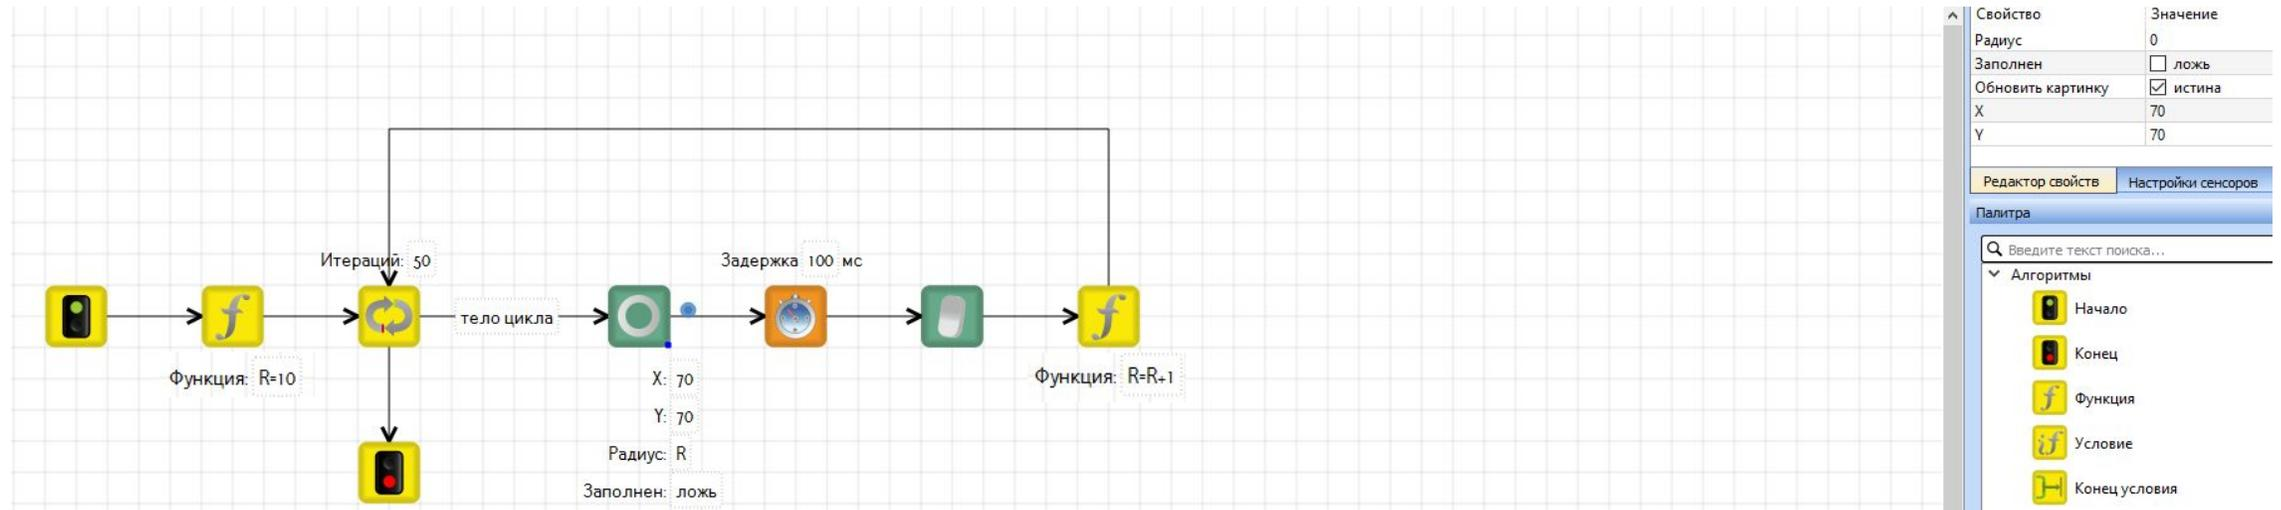 Итераций: 50
Задержка 100 мс
тело цикла
Функция: R=10
X: 70
Функция: R=R+1
Y: 70
Радиус: R
Заполнен: ложь
Свойство Значение
Радиус 0
Заполнен ложь
Обновить картинку истина
X 70
Y 70
Редактор свойств Настройки сенсоров
Палитра
Введите текст поиска...
Алгоритмы
Начало
Конец
Функция
Условие
Конец условия